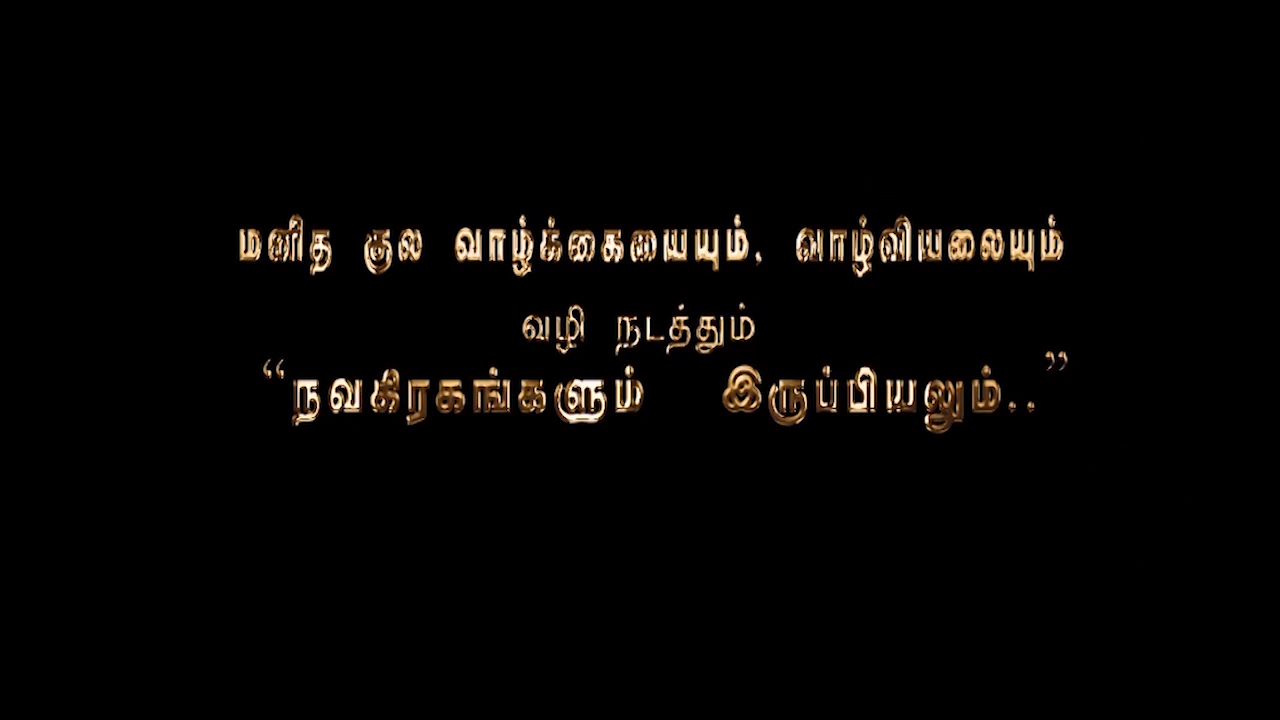 மனித குல வாழ்க்கையையும், வாழ்வியலையும்
வழி நடத்தும்
“நவகிரகங்களும் இருப்பியலும்..”